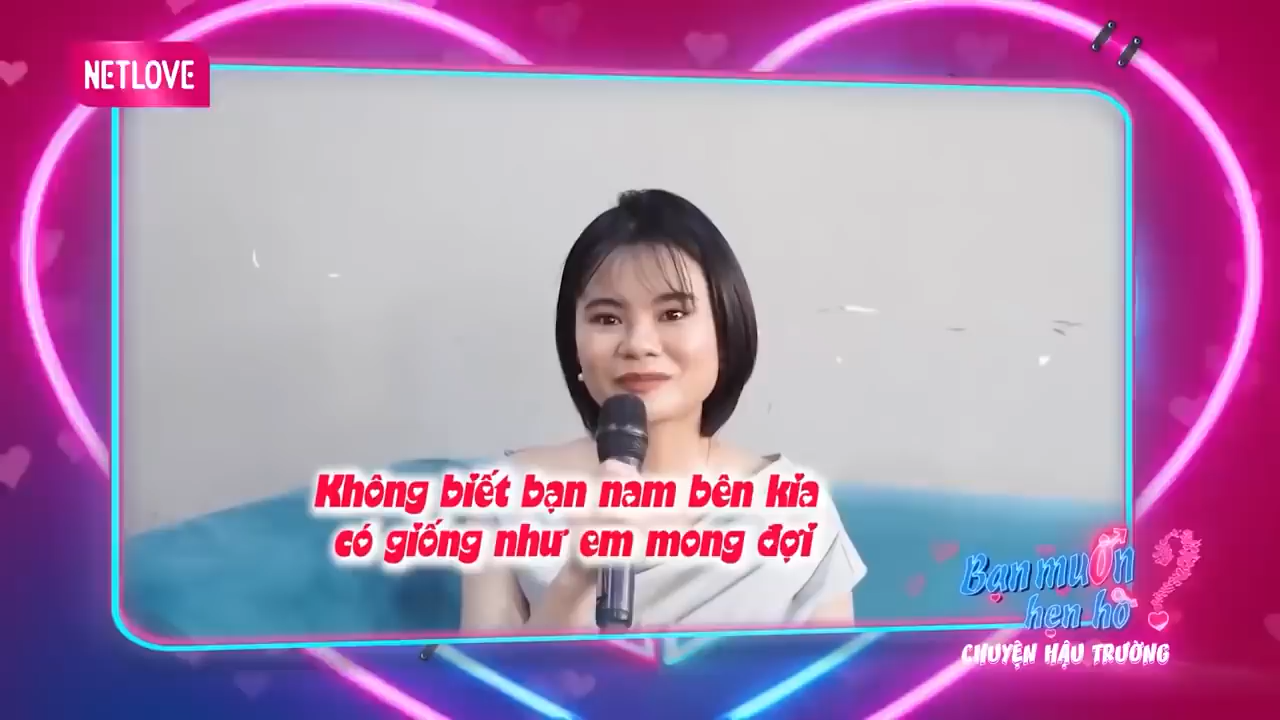 NETLOVE
Không biết bạn nam bên kia
có giống như em mong đợi
Bạn muốn
hẹn hò?
CHUYỆN HẬU TRƯỜNG